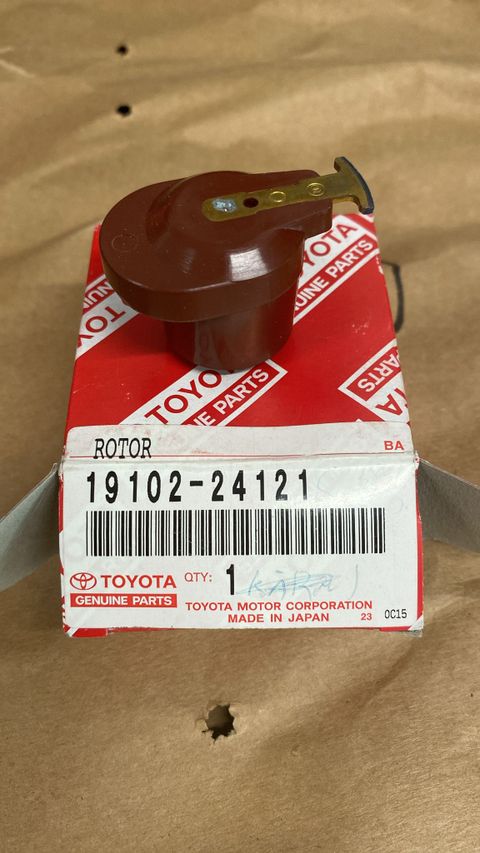 TOYOTA
GENUINE PARTS
TOYOTA
GENUINE PARTS
PARTS
ROTOR
BA
19102-24121
TOYOTA QTY: 1
GENUINE PARTS
TOYOTA MOTOR CORPORATION
MADE IN JAPAN 23 0C15